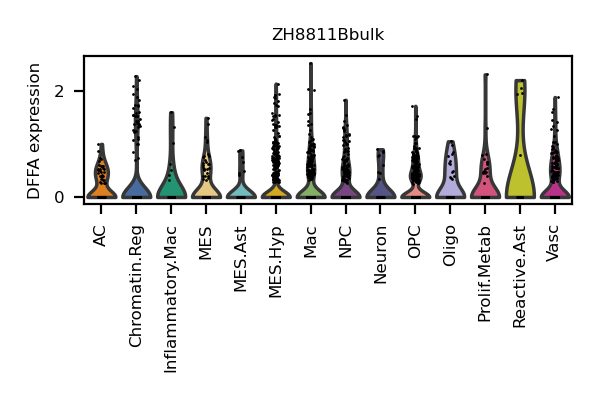 ZH8811Bbulk
DFFA expression
2
0
AC
Chromatin.Reg
Inflammatory.Mac
MES
MES.Ast
MES.Hyp
Mac
NPC
Neuron
OPC
Oligo
Prolif.Metab
Reactive.Ast
Vasc